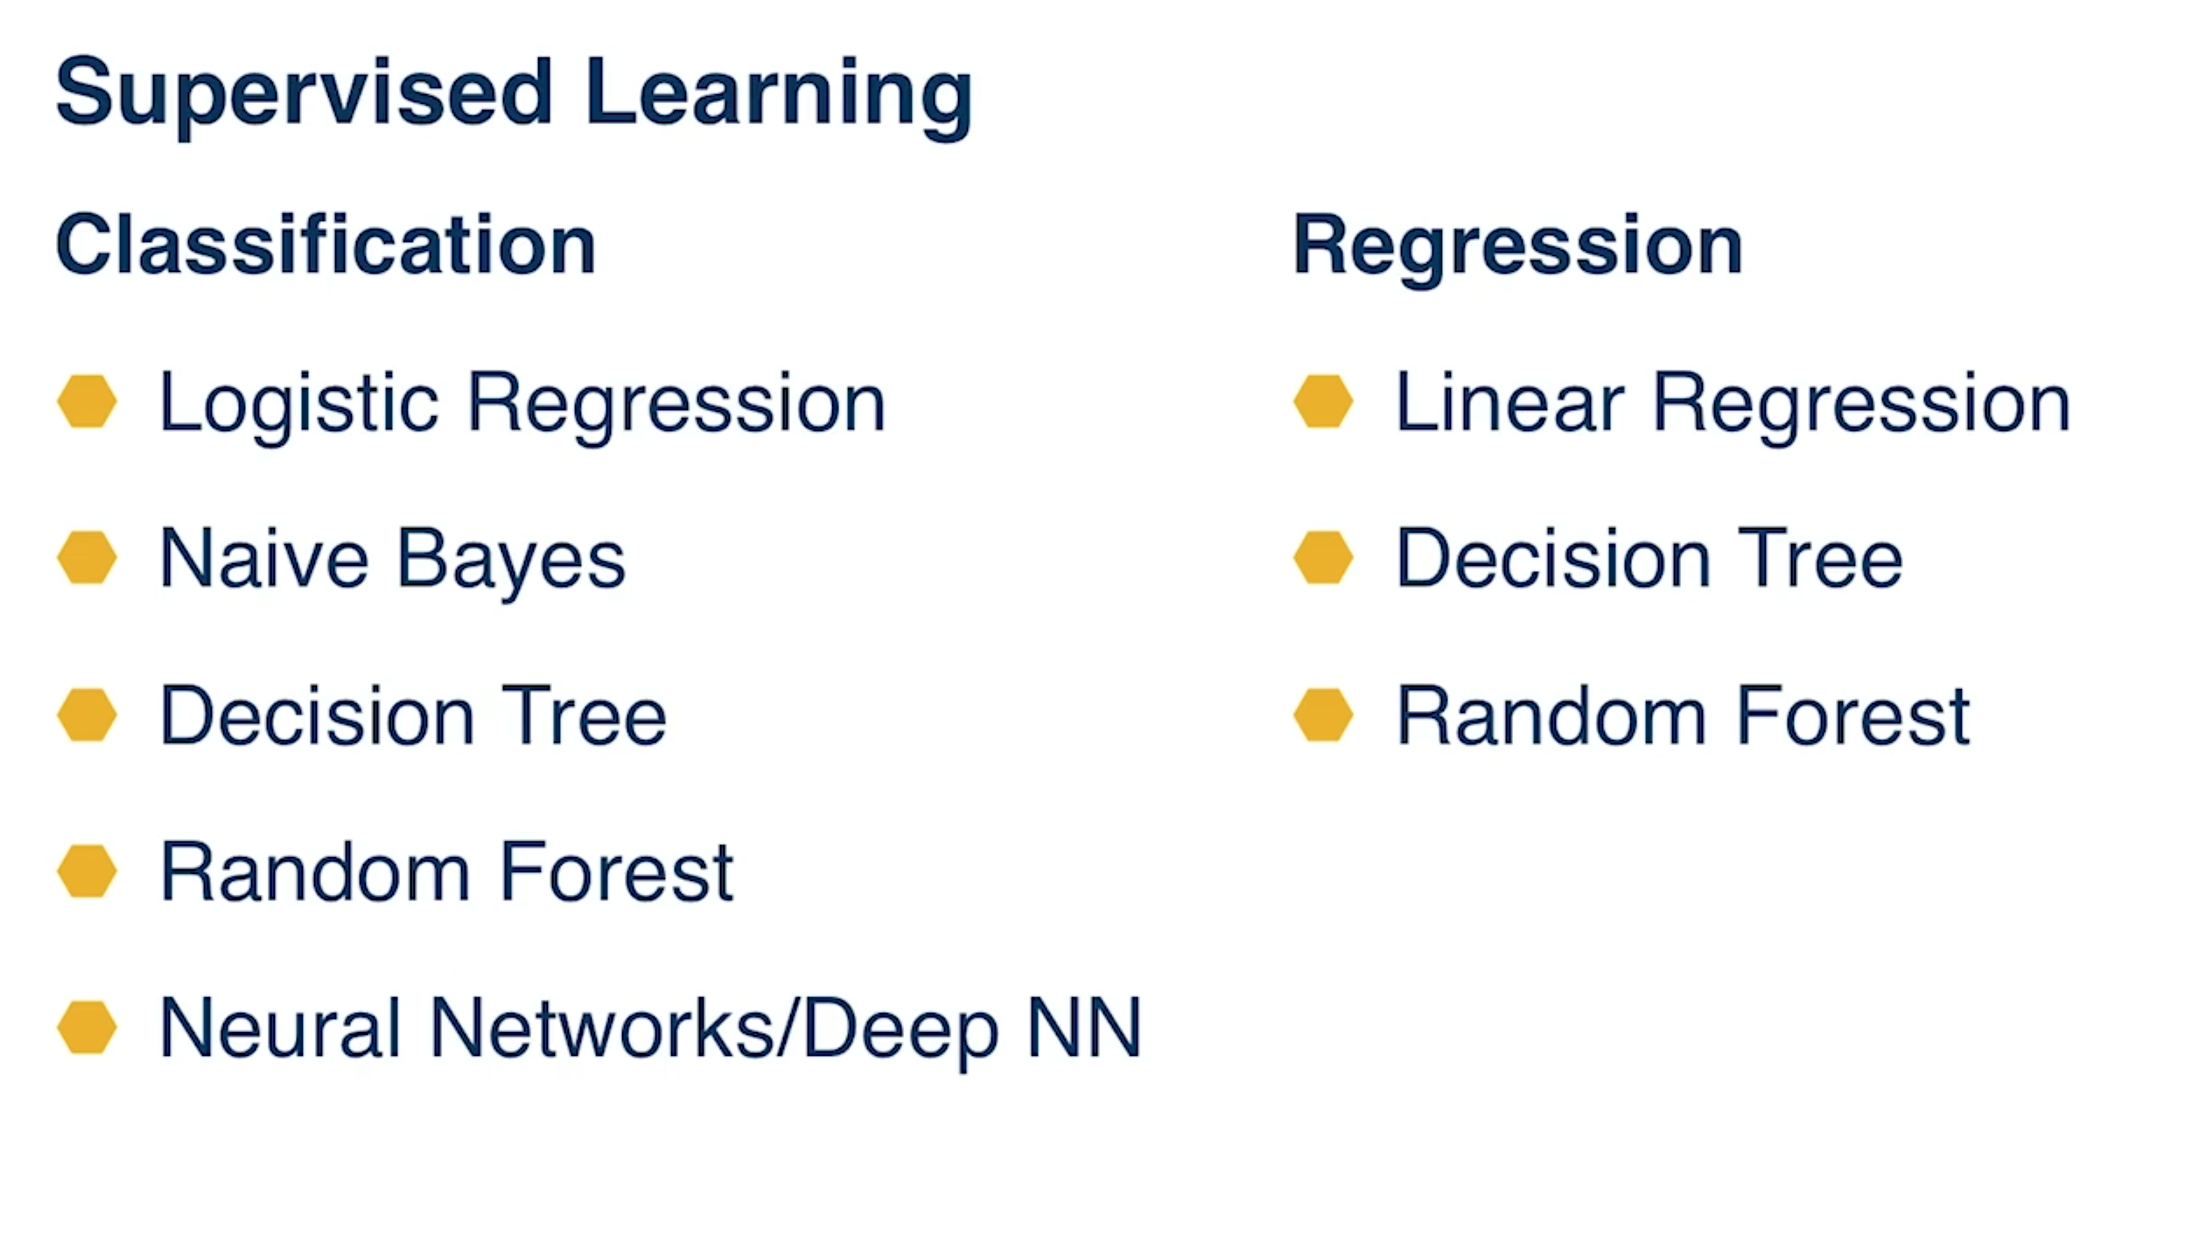 Supervised Learning
Classification
Logistic Regression
Naive Bayes
Decision Tree
Random Forest
Neural Networks/Deep NN
Regression
Linear Regression
Decision Tree
Random Forest